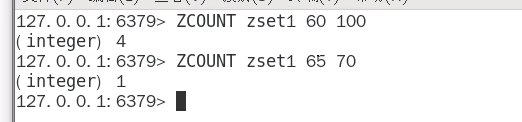 127.0.0.1:6379> ZCOUNT zset1 60 100
(integer) 4
127.0.0.1:6379> ZCOUNT zset1 65 70
(integer) 1
127.0.0.1:6379>